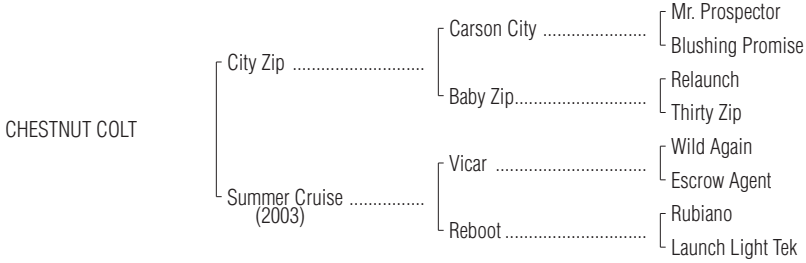 Mr. Prospector
Carson City ......................
Blushing Promise
City Zip ............................
Relaunch
Baby Zip............................
Thirty Zip
CHESTNUT COLT
Wild Again
Vicar ................................
Escrow Agent
Summer Cruise ................
(2003)
Rubiano
Reboot..............................
Launch Light Tek